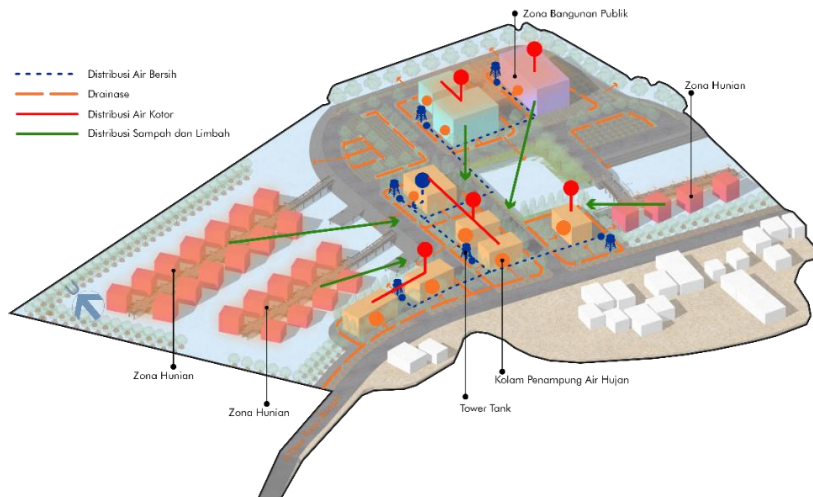 Zona Bangunan Publik
Distribusi Air Bersih
Drainase
Distribusi Air Kotor
Distribusi Sampah dan Limbah
Zona Hunian
U
Zona Hunian
Zona Hunian
Kolam Penampung Air Hujan
Tower Tank